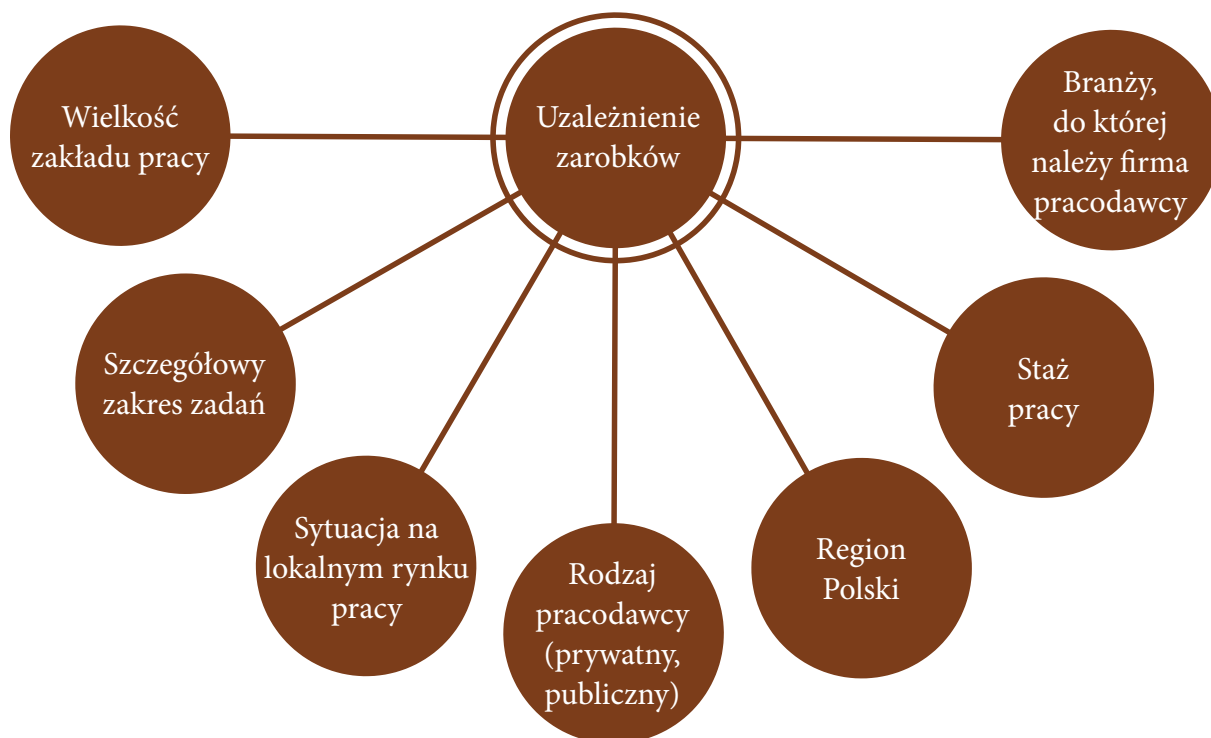 Wielkość
zakładu pracy
Uzależnienie
zarobków
Branży,
do której
należy firma
pracodawcy
Szczegółowy
zakres zadań
Staż
pracy
Sytuacja na
lokalnym rynku
pracy
Rodzaj
pracodawcy
(prywatny,
publiczny)
Region
Polski